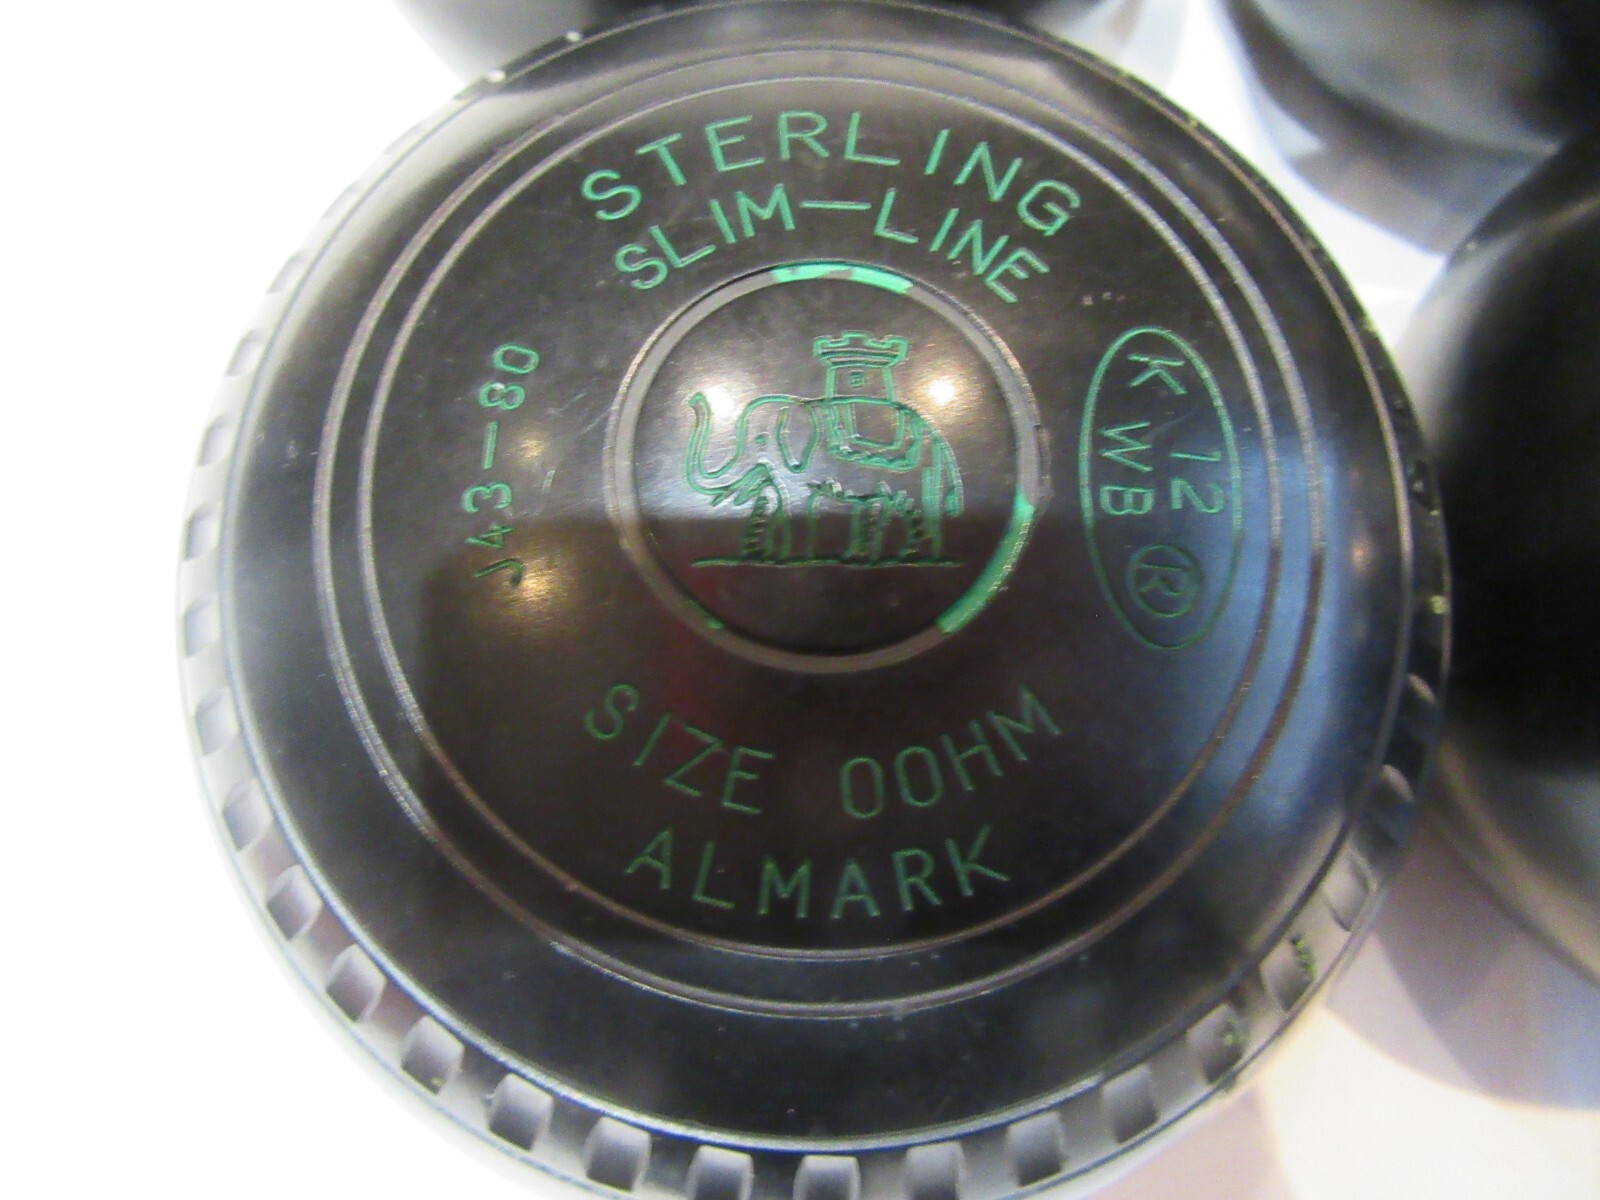 STERLING
SLIM-LINE
J43-80
K 12
WB ®
SIZE 00HM
ALMARK